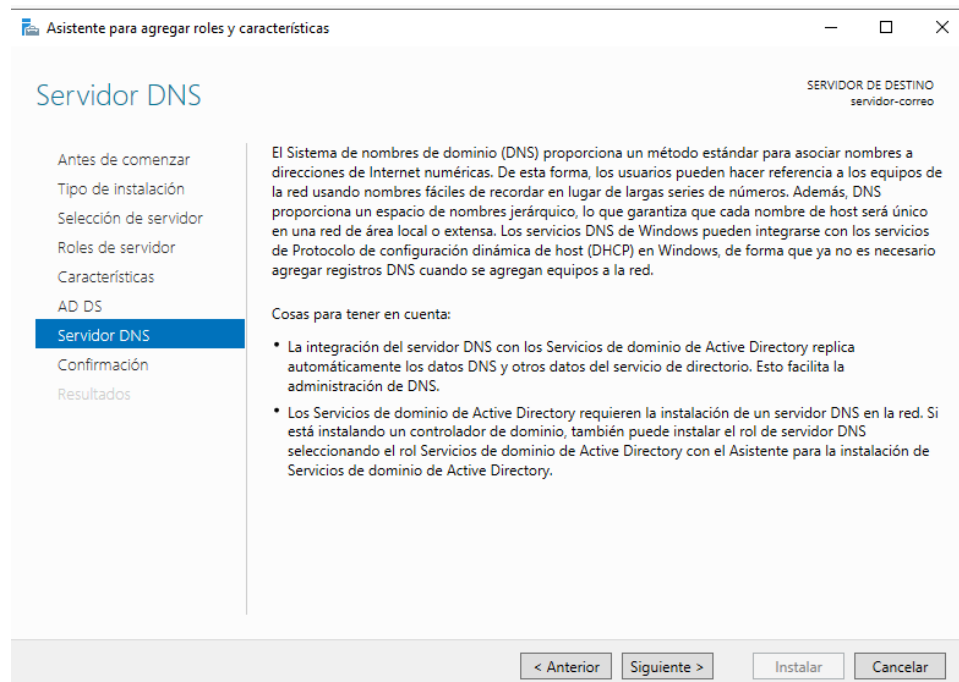 Asistente para agregar roles y características
Servidor DNS
SERVIDOR DE DESTINO
servidor-correo
Antes de comenzar
Tipo de instalación
Selección de servidor
Roles de servidor
Características
AD DS
Servidor DNS
Confirmación
Resultados
El Sistema de nombres de dominio (DNS) proporciona un método estándar para asociar nombres a
direcciones de Internet numéricas. De esta forma, los usuarios pueden hacer referencia a los equipos de
la red usando nombres fáciles de recordar en lugar de largas series de números. Además, DNS
proporciona un espacio de nombres jerárquico, lo que garantiza que cada nombre de host será único
en una red de área local o extensa. Los servicios DNS de Windows pueden integrarse con los servicios
de Protocolo de configuración dinámica de host (DHCP) en Windows, de forma que ya no es necesario
agregar registros DNS cuando se agregan equipos a la red.
Cosas para tener en cuenta:
• La integración del servidor DNS con los Servicios de dominio de Active Directory replica
automáticamente los datos DNS y otros datos del servicio de directorio. Esto facilita la
administración de DNS.
• Los Servicios de dominio de Active Directory requieren la instalación de un servidor DNS en la red. Si
está instalando un controlador de dominio, también puede instalar el rol de servidor DNS
seleccionando el rol Servicios de dominio de Active Directory con el Asistente para la instalación de
Servicios de dominio de Active Directory.
< Anterior
Siguiente >
Instalar
Cancelar